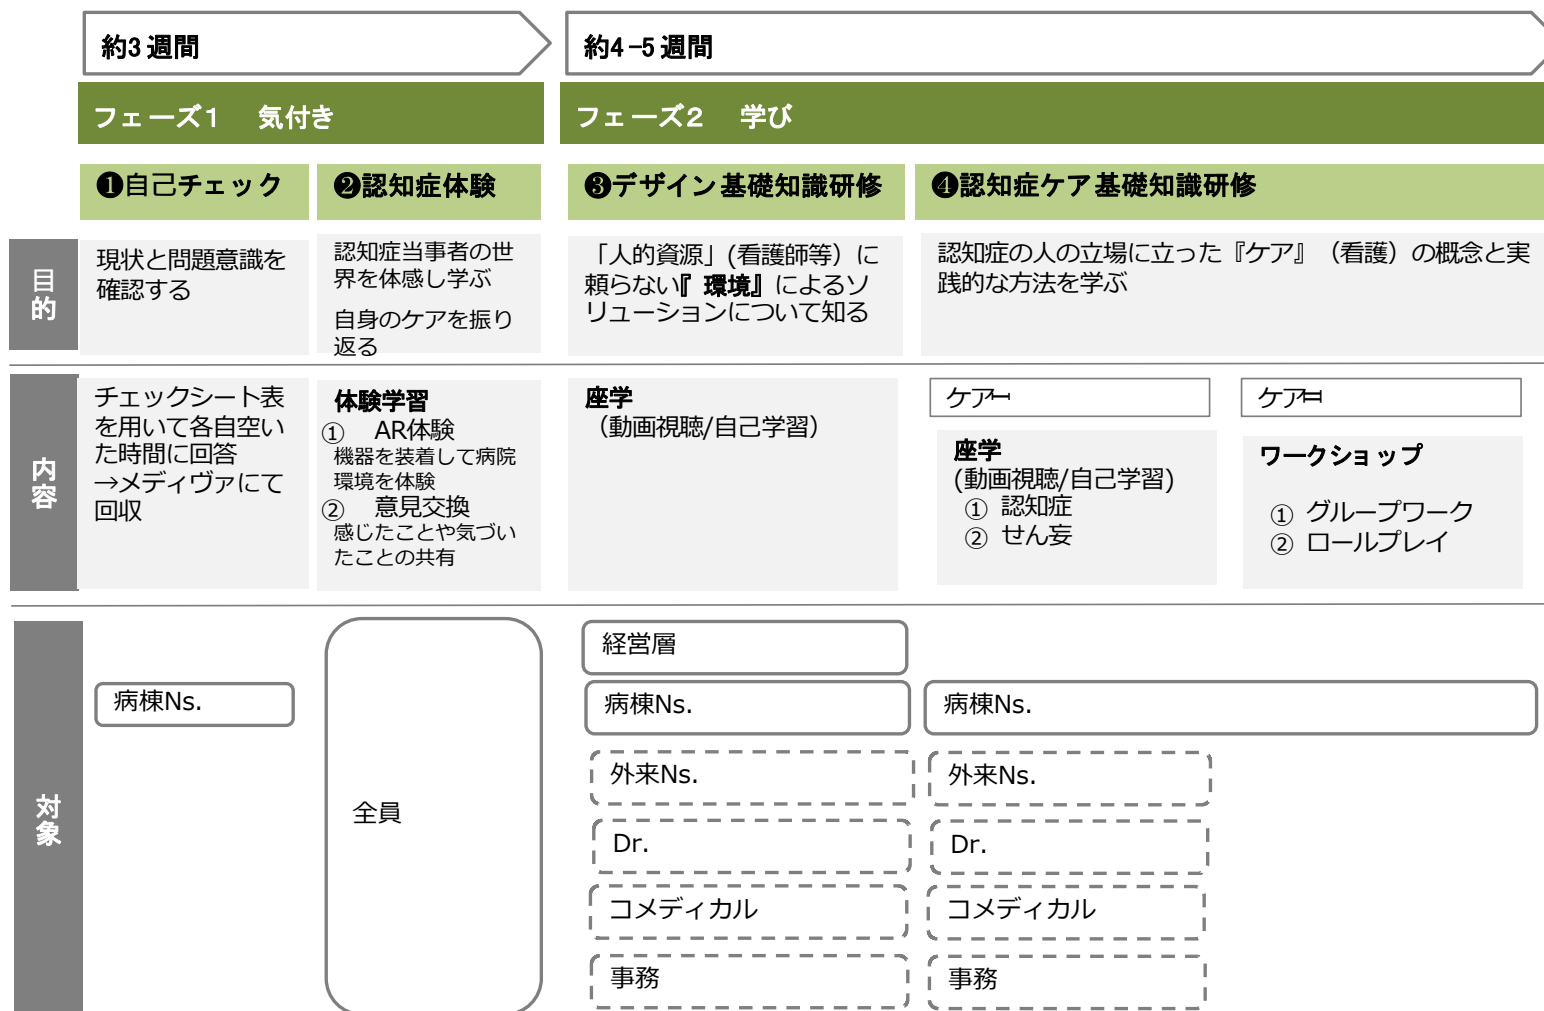 約3 週間
約4-5 週間
フェーズ1 気付き
フェーズ2 学び
❶自己チェック
❷認知症体験
❸デザイン 基礎知識研修
❹認知症ケア 基礎知識研修
目的
現状と問題意識を
確認する
認知症当事者の世
界を体感し学ぶ
自身のケアを振り
返る
「人的資源」(看護師等）に
頼らない『 環境』によるソ
リューションについて知る
認知症の人の立場に立った『ケア』（看護）の概念と実
践的な方法を学ぶ
内容
チェックシート表
を用いて各自空い
た時間に回答
→メディヴァにて
回収
体験学習
① AR体験
機器を装着して病院
環境を体験
② 意見交換
感じたことや気づい
たことの共有
座学
（動画視聴/自己学習）
ケア
座学
(動画視聴/自己学習)
① 認知症
② せん妄
ケア
ワークショップ
① グループワーク
② ロールプレイ
対象
病棟Ns.
全員
経営層
病棟Ns.
外来Ns.
Dr.
コメディカル
事務
病棟Ns.
外来Ns.
Dr.
コメディカル
事務